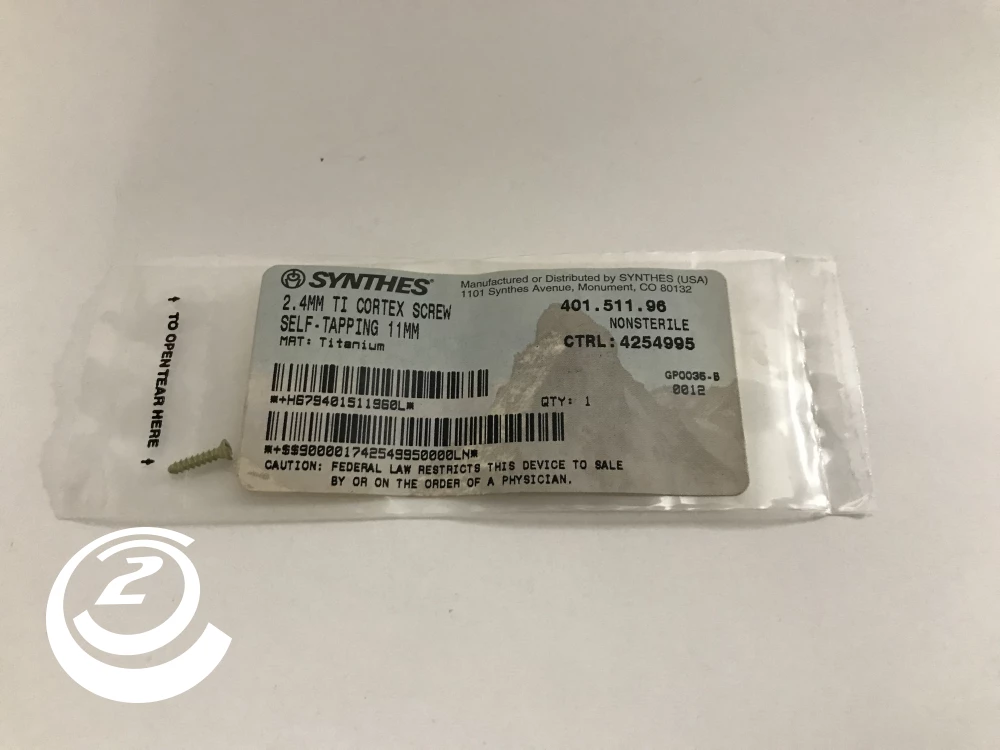 SYNTHES®
Manufactured or Distributed by SYNTHES (USA)
1101 Synthes Avenue, Monument, CO 80132
2.4MM TI CORTEX SCREW
SELF-TAPPING 11MM
MAT: Titanium
401.511.96
NONSTERILE
CTRL: 4254995
GP0035-B
0012
*+H679401511960L*
QTY: 1
*+$$900001742549950000LN*
CAUTION: FEDERAL LAW RESTRICTS THIS DEVICE TO SALE
BY OR ON THE ORDER OF A PHYSICIAN.
TO OPEN TEAR HERE
2